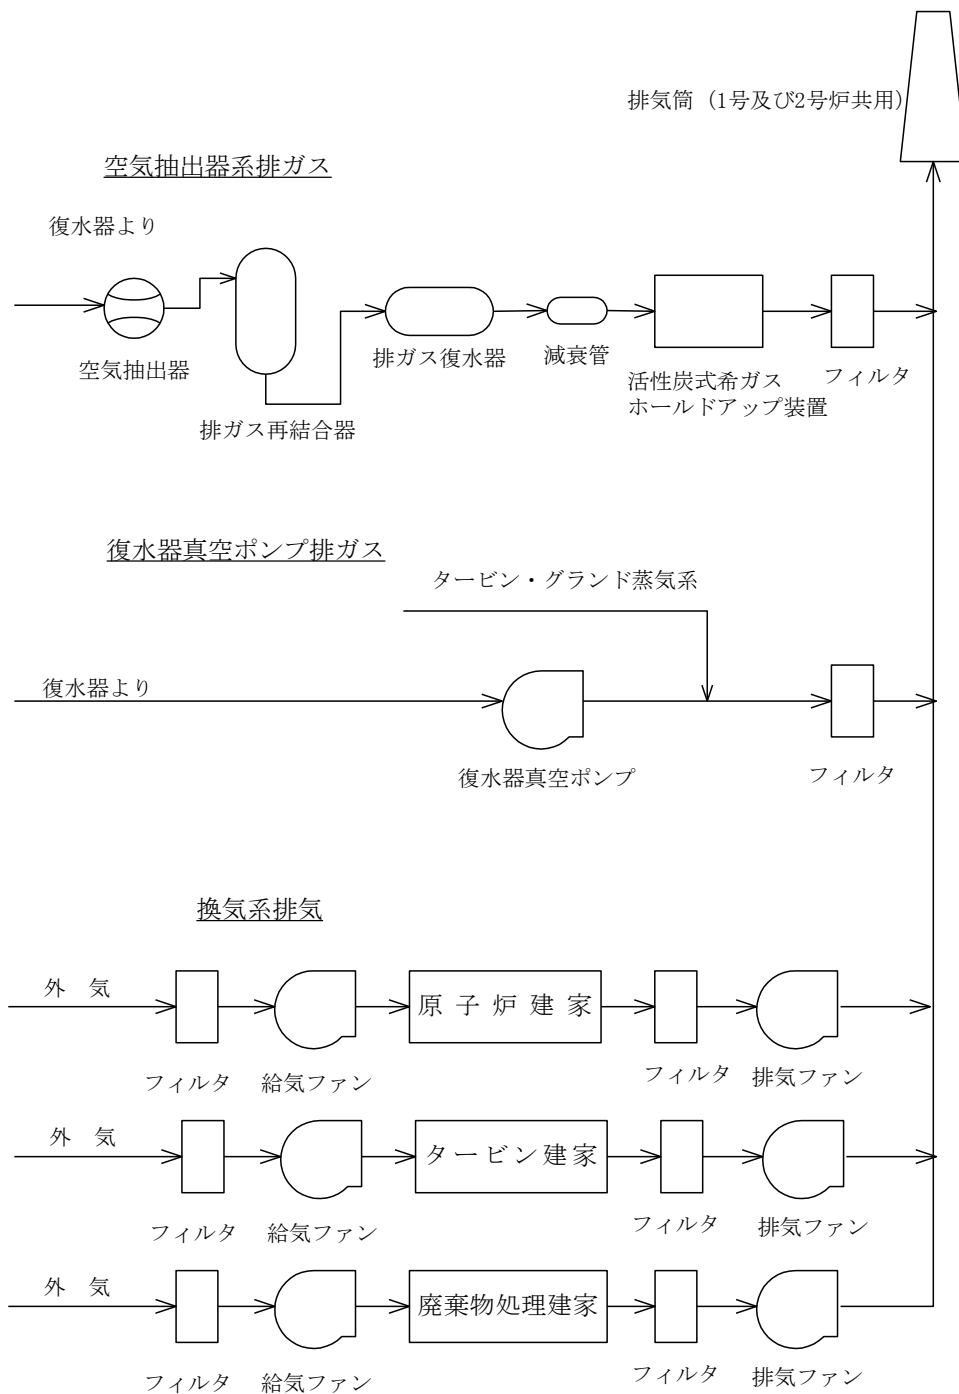 排気筒（1号及び2号炉共用）
空気抽出器系排ガス
復水器より
空気抽出器
排ガス再結合器
排ガス復水器
減衰管
活性炭式希ガス
ホールドアップ装置
フィルタ
復水器真空ポンプ排ガス
タービン・グランド蒸気系
復水器より
復水器真空ポンプ
フィルタ
換気系排気
外　気
原子炉建家
フィルタ
給気ファン
フィルタ
排気ファン
外　気
タービン建家
フィルタ
給気ファン
フィルタ
排気ファン
外　気
廃棄物処理建家
フィルタ
給気ファン
フィルタ
排気ファン